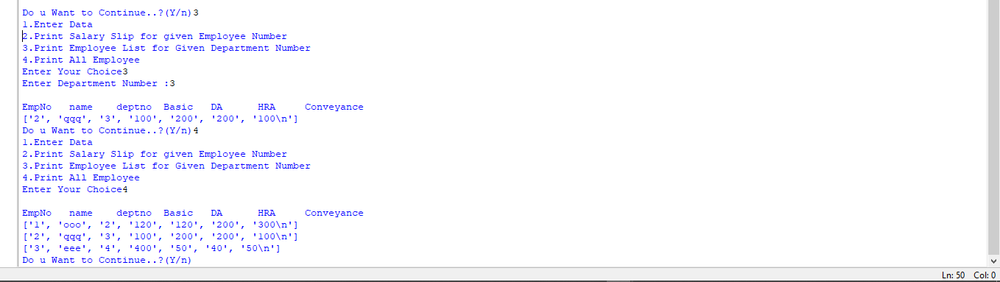 Do u Want to Continue..?(Y/n)3
1.Enter Data
2.Print Salary Slip for given Employee Number
3.Print Employee List for Given Department Number
4.Print All Employee
Enter Your Choice3
Enter Department Number :3
EmpNo   name    deptno  Basic   DA      HRA     Conveyance
['2', 'qqq', '3', '100', '200', '200', '100\n']
Do u Want to Continue..?(Y/n)4
1.Enter Data
2.Print Salary Slip for given Employee Number
3.Print Employee List for Given Department Number
4.Print All Employee
Enter Your Choice4
EmpNo   name    deptno  Basic   DA      HRA     Conveyance
['1', 'ooo', '2', '120', '120', '200', '300\n']
['2', 'qqq', '3', '100', '200', '200', '100\n']
['3', 'eee', '4', '400', '50', '40', '50\n']
Do u Want to Continue..?(Y/n)
Ln: 50 Col: 0